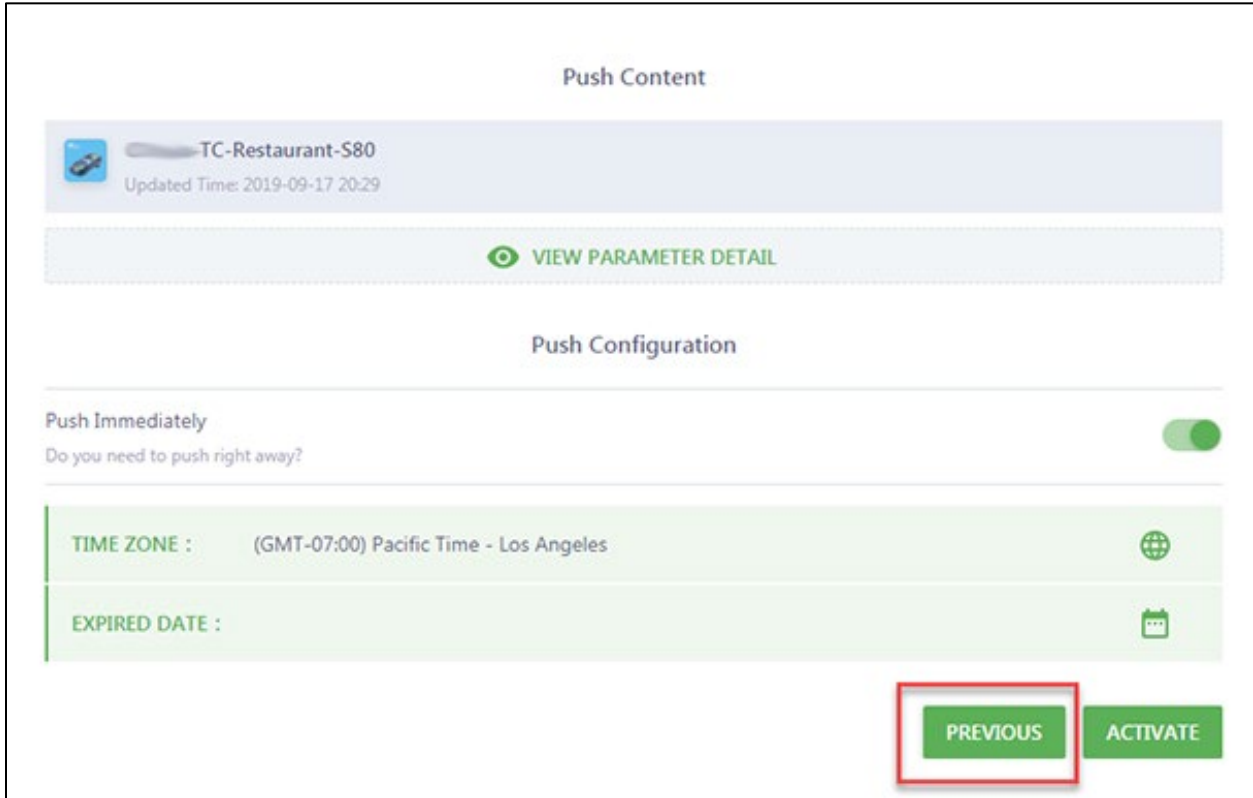 Push Content
-TC-Restaurant-S80
Updated Time: 2019-09-17 20:29
VIEW PARAMETER DETAIL
Push Configuration
Push Immediately
Do you need to push right away?
TIME ZONE : (GMT-07:00) Pacific Time - Los Angeles
EXPIRED DATE :
PREVIOUS ACTIVATE